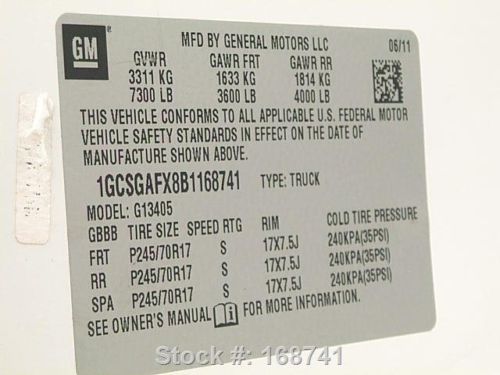 GM ®
MFD BY GENERAL MOTORS LLC 06/11
GVWR GAWR FRT GAWR RR
3311 KG 1633 KG 1814 KG
7300 LB 3600 LB 4000 LB
THIS VEHICLE CONFORMS TO ALL APPLICABLE U.S. FEDERAL MOTOR
VEHICLE SAFETY STANDARDS IN EFFECT ON THE DATE OF
MANUFACTURE SHOWN ABOVE.
1GCSGAFX8B1168741 TYPE: TRUCK
MODEL: G13405
GBBB TIRE SIZE SPEED RTG RIM COLD TIRE PRESSURE
FRT P245/70R17 S 17X7.5J 240KPA(35PSI)
RR P245/70R17 S 17X7.5J 240KPA(35PSI)
SPA P245/70R17 S 17X7.5J 240KPA(35PSI)
SEE OWNER'S MANUAL FOR MORE INFORMATION.
Stock #: 168741